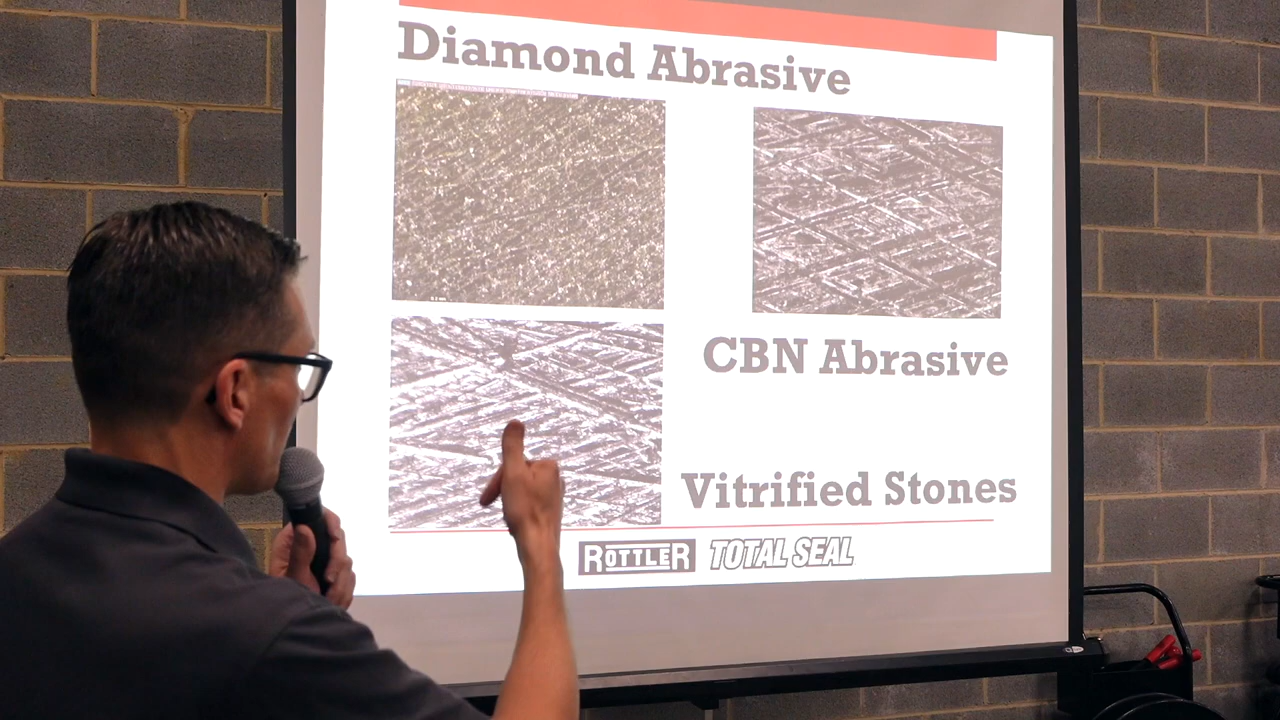 Diamond Abrasive
CBN Abrasive
Vitrified Stones
ROTTLER TOTAL SEAL